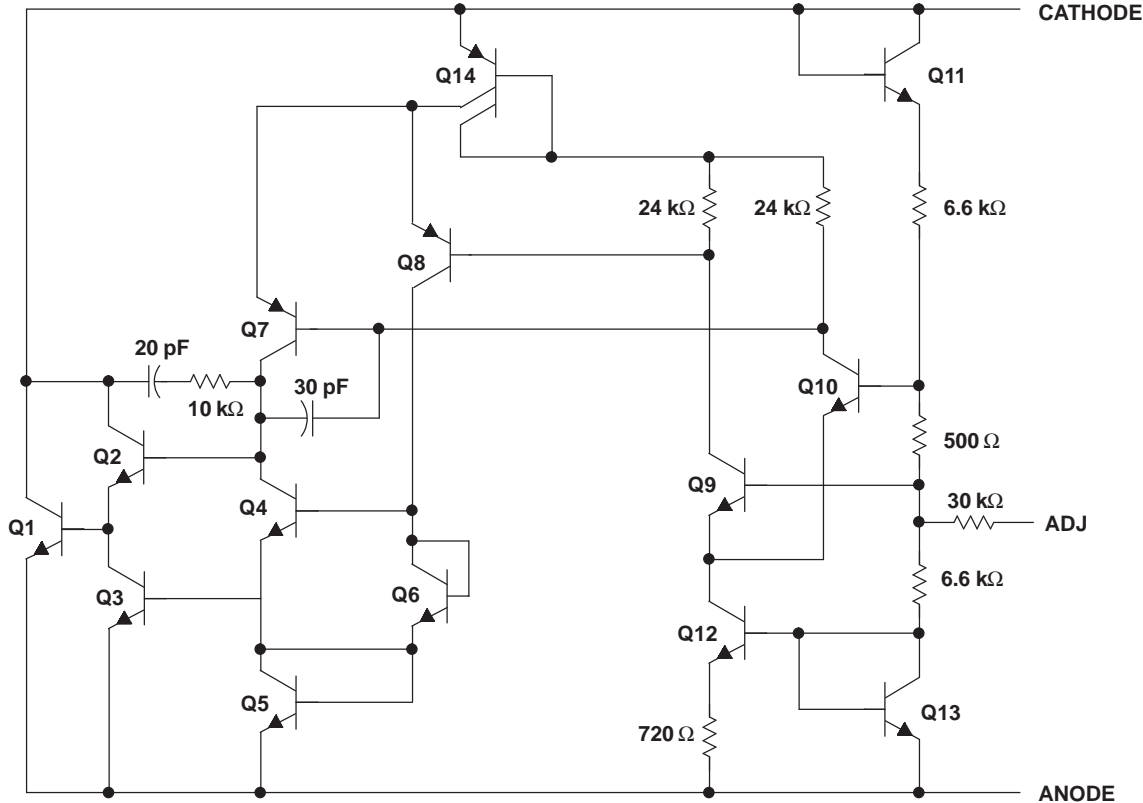 CATHODE
Q14
Q11
24 kΩ
24 kΩ
6.6 kΩ
Q8
Q7
20 pF
30 pF
10 kΩ
Q10
500 Ω
Q2
Q9
30 kΩ
Q4
Q1
ADJ
6.6 kΩ
Q3
Q6
Q12
Q5
Q13
720 Ω
ANODE